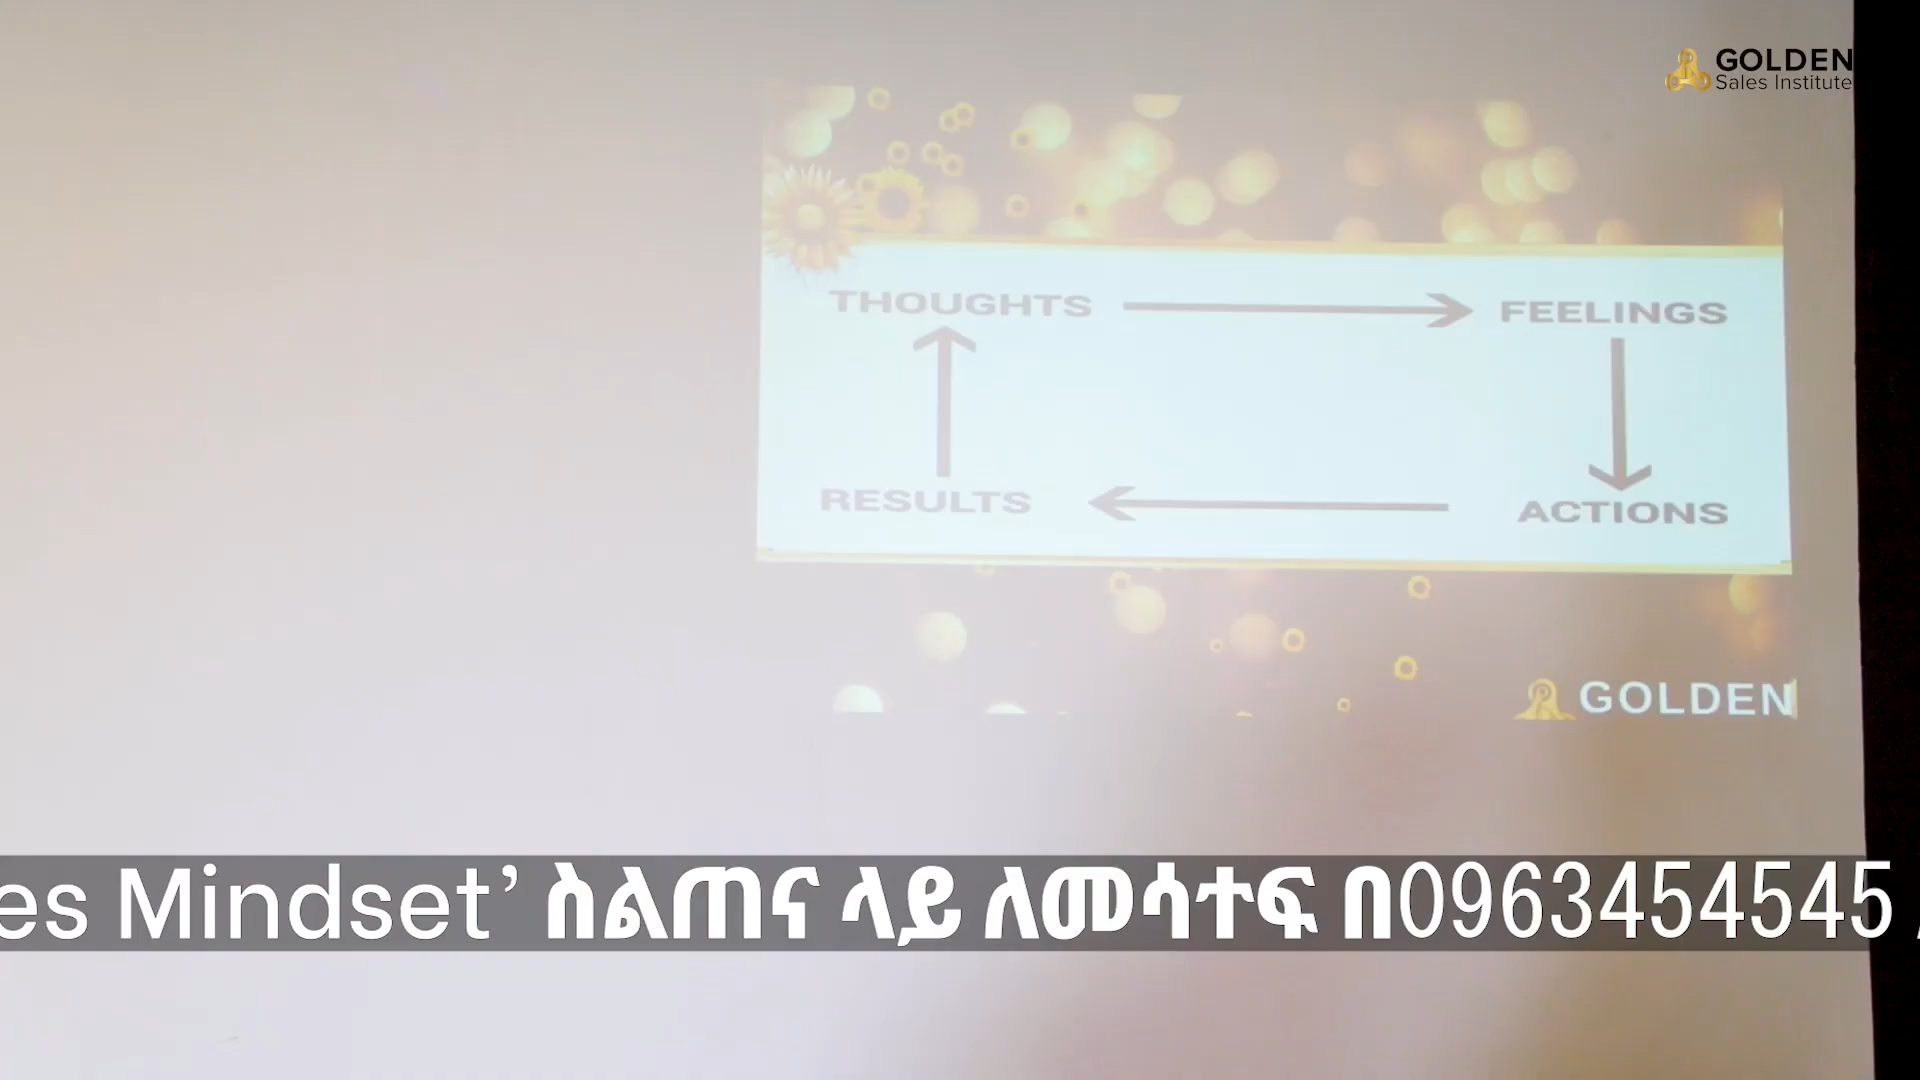 GOLDEN
Sales Institute
THOUGHTS
FEELINGS
RESULTS
ACTIONS
GOLDEN
es Mindset’ ስልጠና ላይ ለመሳተፍ በ0963454545